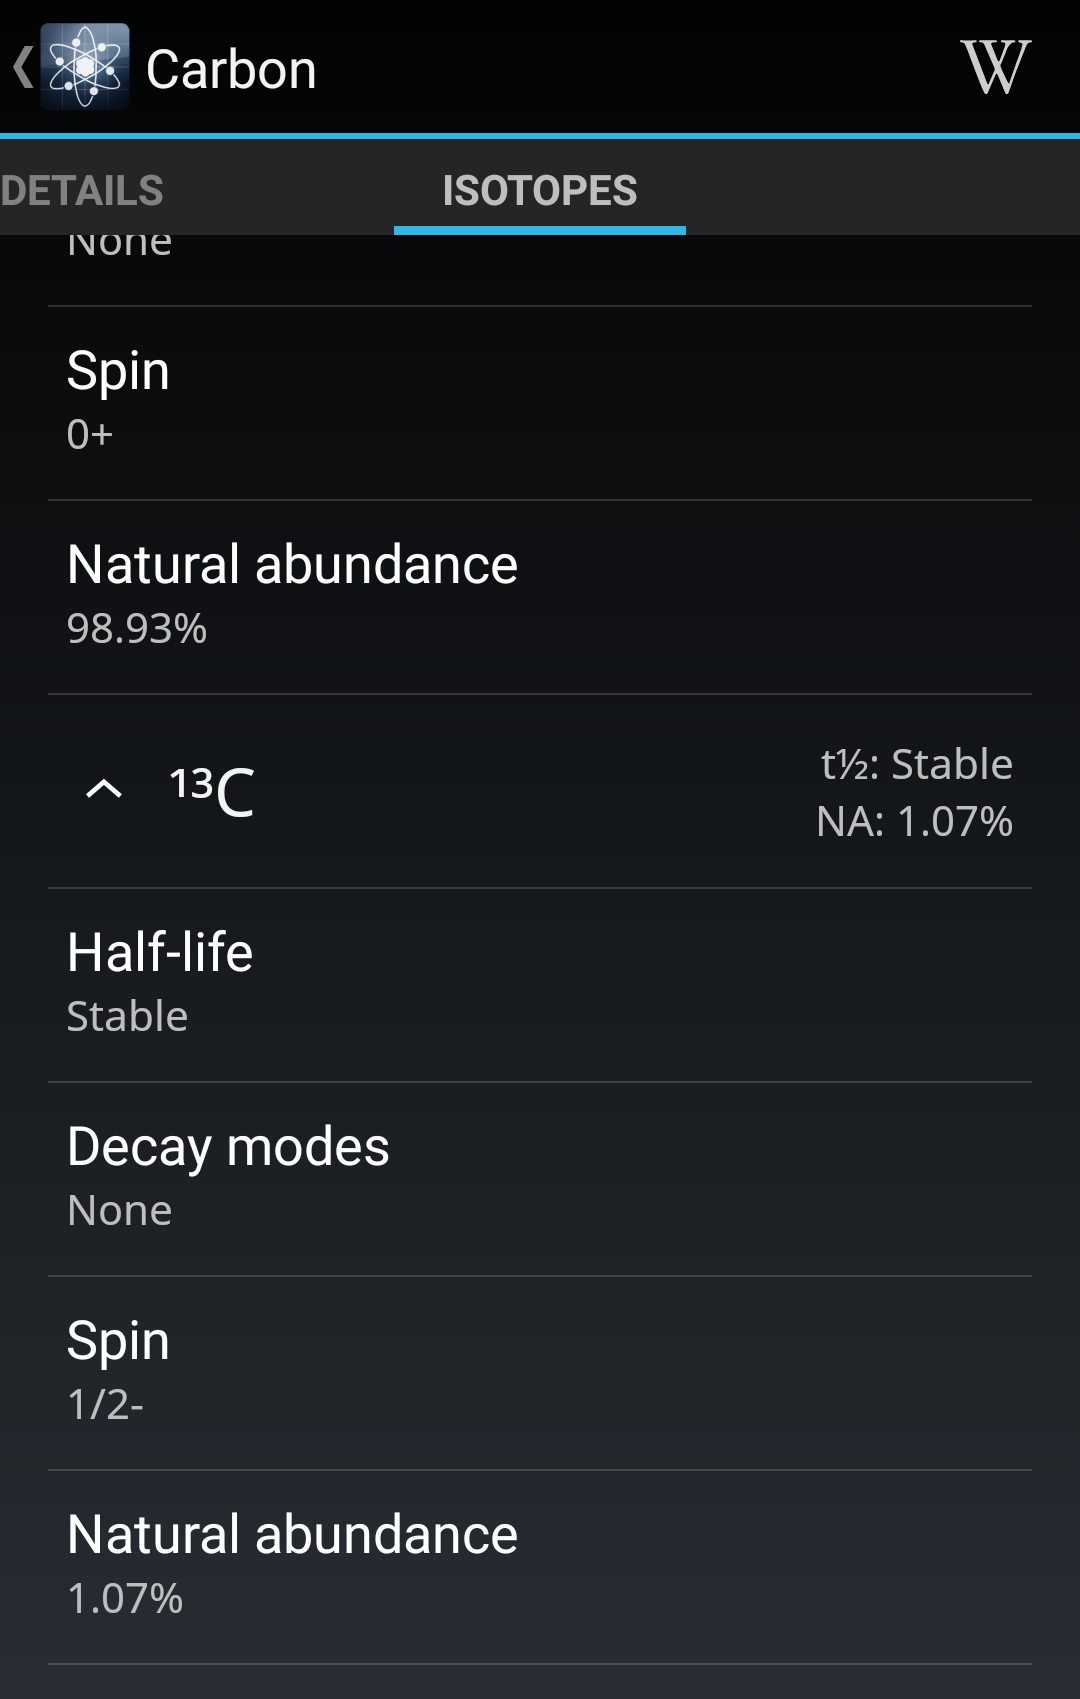 Carbon
W
DETAILS
ISOTOPES
None
Spin
0+
Natural abundance
98.93%
¹³C
t½: Stable
NA: 1.07%
Half-life
Stable
Decay modes
None
Spin
1/2-
Natural abundance
1.07%